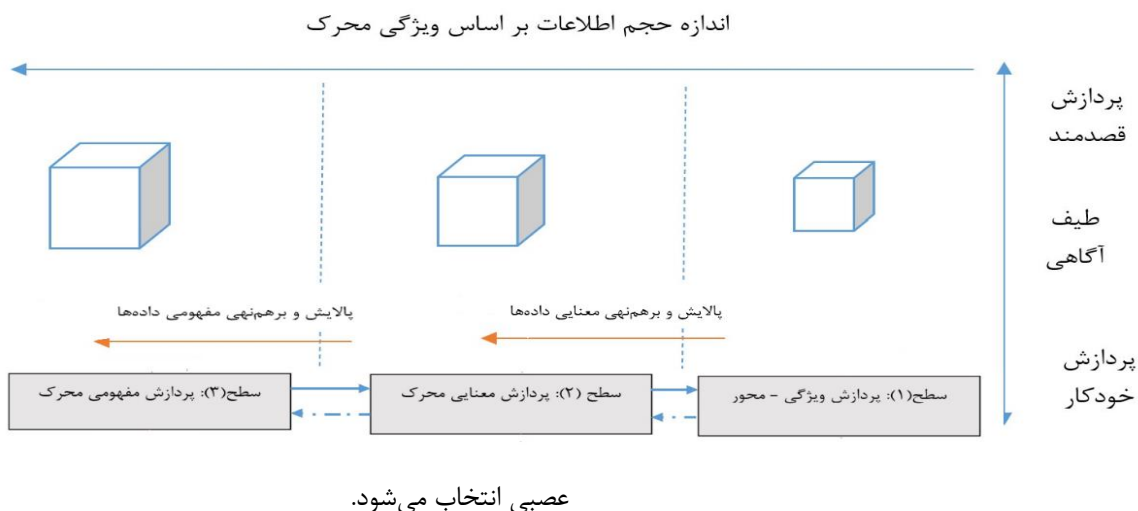 اندازه حجم اطلاعات بر اساس ویژگی محرک
پردازش
قصدمند
طیف
آگاهی
پردازش
خودکار
پالایش و برهم‌نهی معنایی داده‌ها
پالایش و برهم‌نهی مفهومی داده‌ها
سطح(۱): پردازش ویژگی - محور
سطح (۲): پردازش معنایی محرک
سطح(۳): پردازش مفهومی محرک
عصبی انتخاب می‌شود.